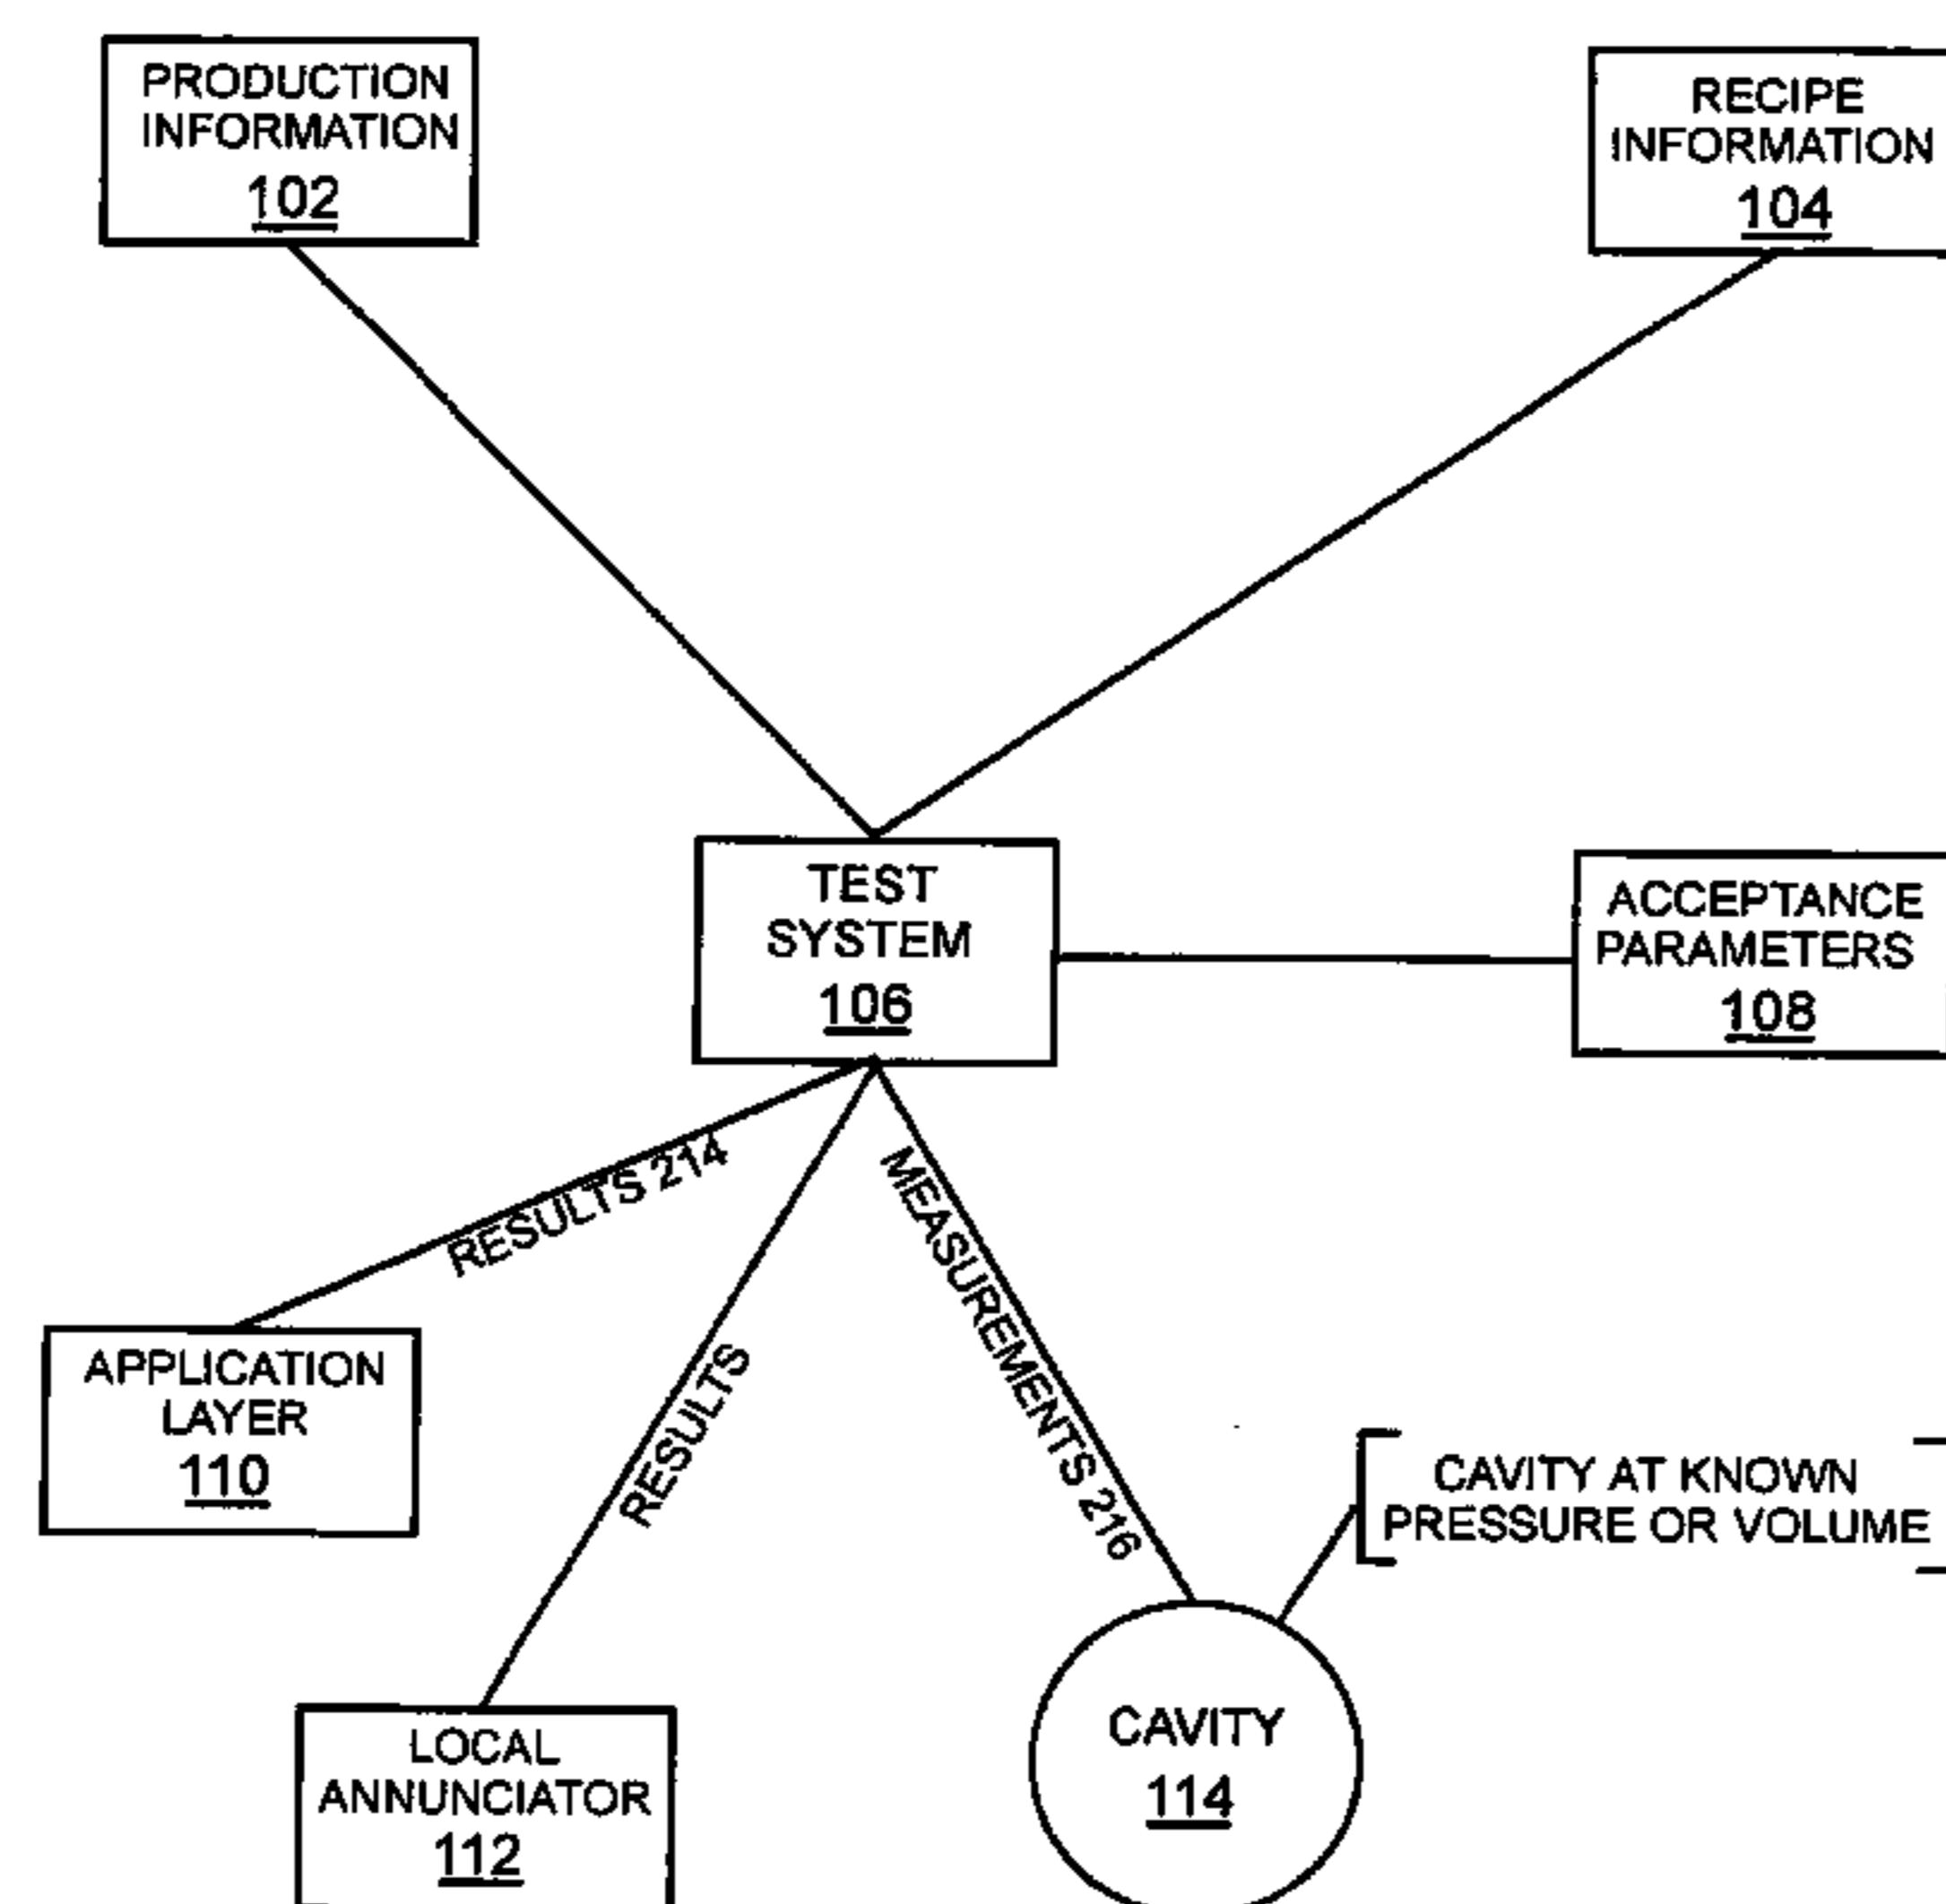 PRODUCTION
INFORMATION
102
RECIPE
INFORMATION
104
TEST
SYSTEM
106
ACCEPTANCE
PARAMETERS
108
RESULTS 214
RESULTS
MEASUREMENTS 216
APPLICATION
LAYER
110
CAVITY AT KNOWN
PRESSURE OR VOLUME
LOCAL
ANNUNCIATOR
112
CAVITY
114